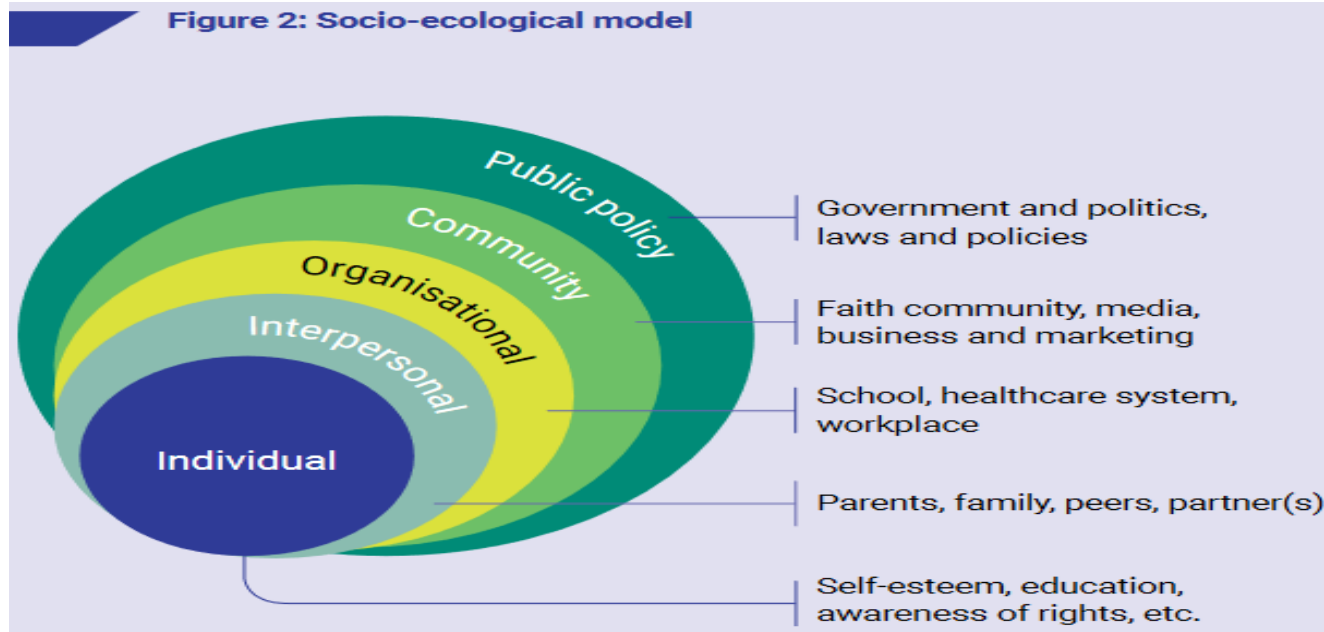 Figure 2: Socio-ecological model
Public policy
Community
Organisational
Interpersonal
Individual
Government and politics,
laws and policies
Faith community, media,
business and marketing
School, healthcare system,
workplace
Parents, family, peers, partner(s)
Self-esteem, education,
awareness of rights, etc.